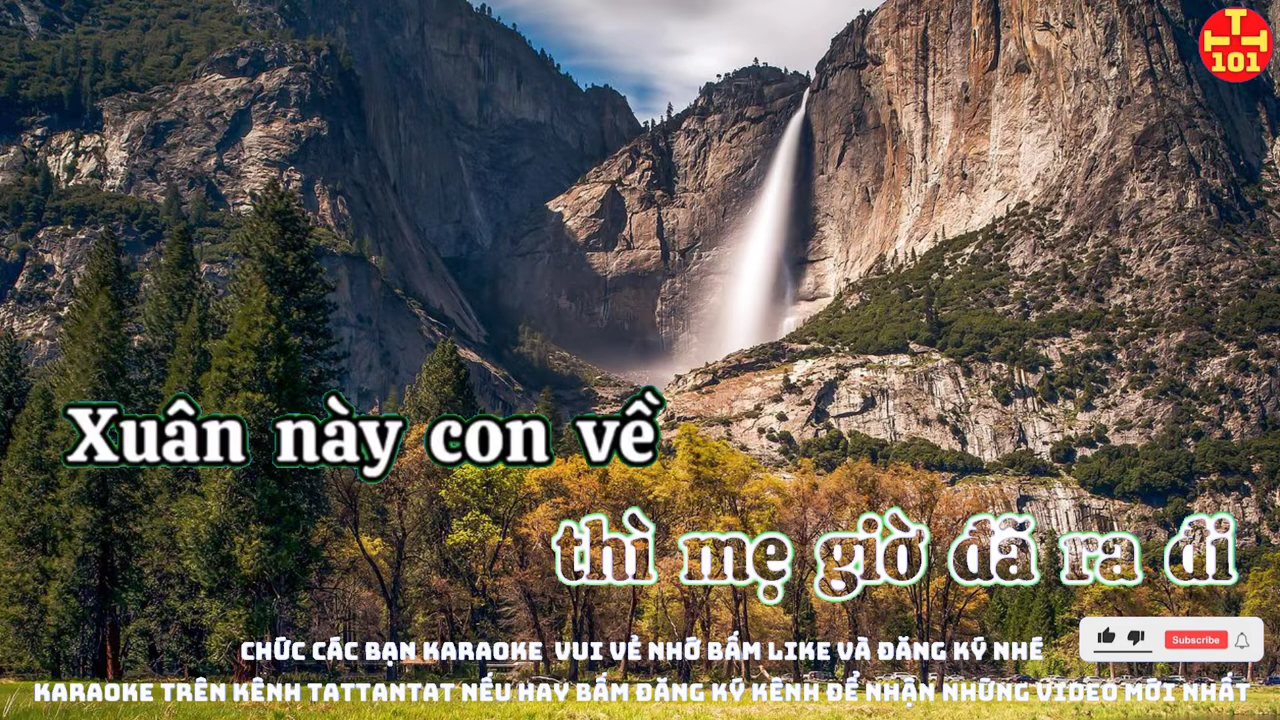 T
TH
101
Xuân này con về
thì mẹ giờ đã ra đi
Subscribe
CHỮC CÁC BẠN KARAOKE VUI VẺ NHỚ BẤM LIKE VÀ ĐĂNG KÝ NHÉ
KARAOKE TRÊN KÊNH TATTANTAT NẾU HAY BẤM ĐĂNG KÝ KÊNH ĐỂ NHẬN NHỮNG VIDEO MỚI NHẤT